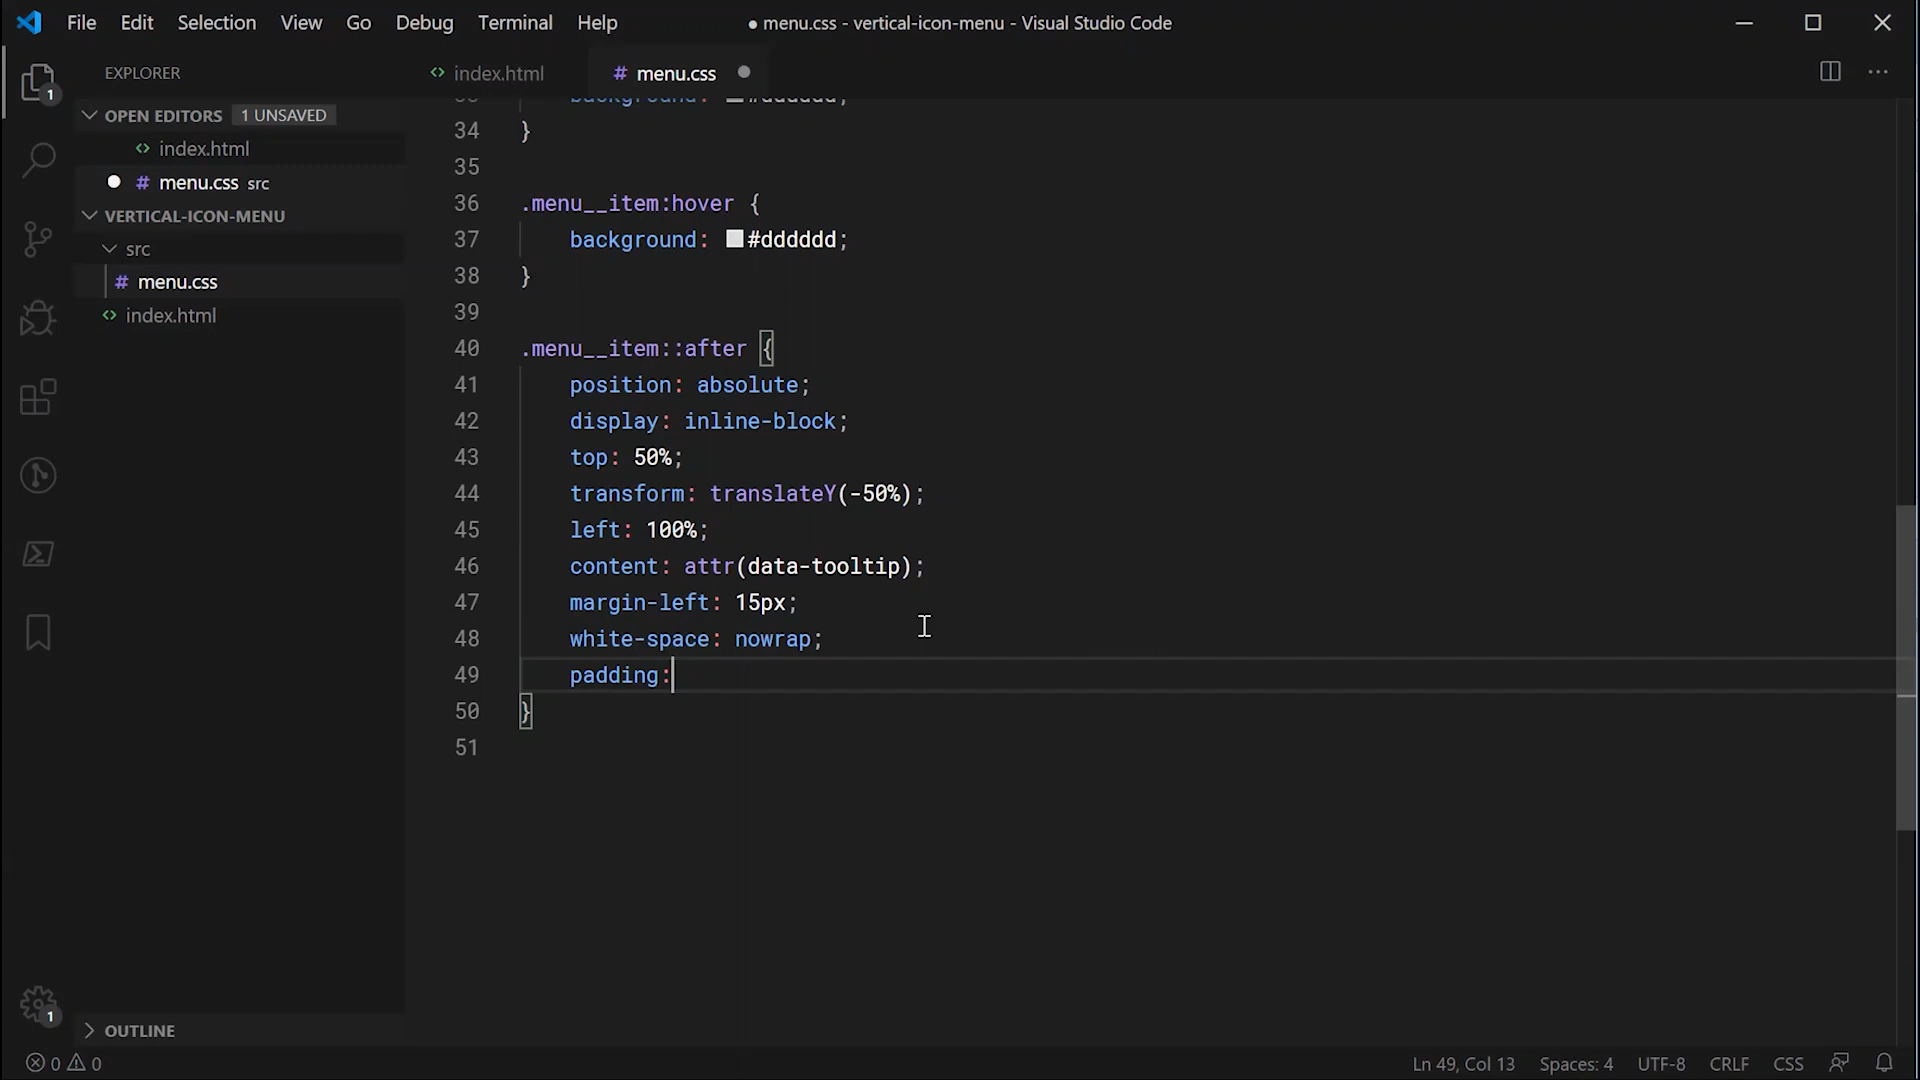 File Edit Selection View Go Debug Terminal Help
● menu.css - vertical-icon-menu - Visual Studio Code
EXPLORER
OPEN EDITORS 1 UNSAVED
<> index.html
# menu.css src
VERTICAL-ICON-MENU
src
# menu.css
<> index.html
OUTLINE
1
1
<> index.html
# menu.css
background: #dddddd;
34 }
35
36 .menu__item:hover {
37 background: #dddddd;
38 }
39
40 .menu__item::after {
41 position: absolute;
42 display: inline-block;
43 top: 50%;
44 transform: translateY(-50%);
45 left: 100%;
46 content: attr(data-tooltip);
47 margin-left: 15px;
48 white-space: nowrap;
49 padding:
50 }
51
0 0
Ln 49, Col 13 Spaces: 4 UTF-8 CRLF CSS